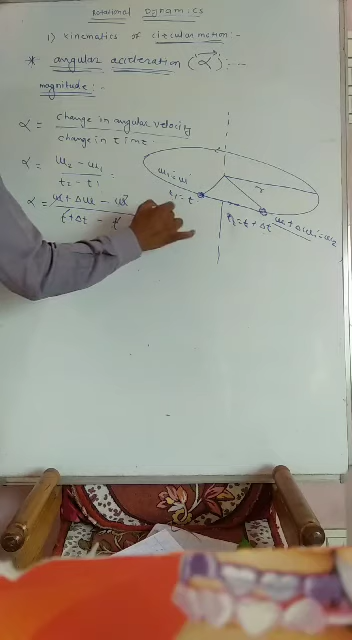 Rotational Dynamics
1) kinematics of circular motion:-
* angular acceleration (α⃗):-
magnitude:-
α = change in angular velocity
change in time
α = ω₂ - ω₁
t₂ - t₁
α = ω + Δω - ω
t + Δt - t
ω₁ = ω
t₁ = t
r
t₂ = t + Δt
ω + Δω = ω₂